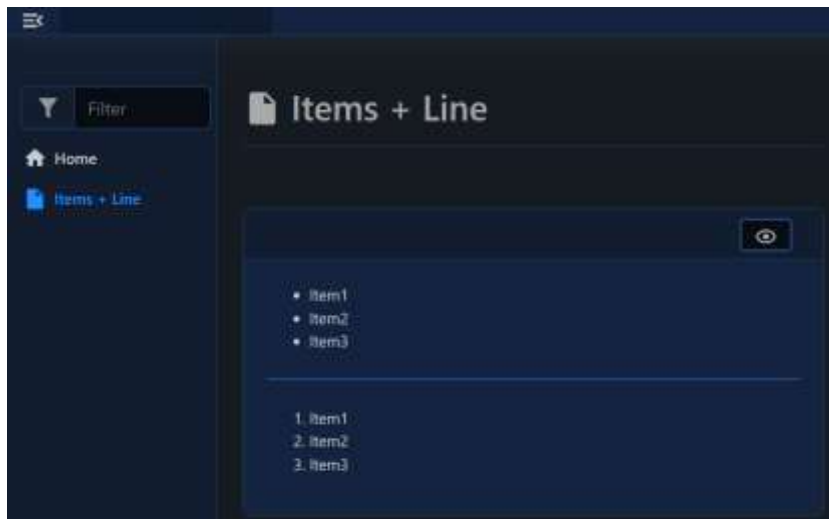 Filter
Home
Items + Line
Items + Line
• Item1
• Item2
• Item3
1. Item1
2. Item2
3. Item3